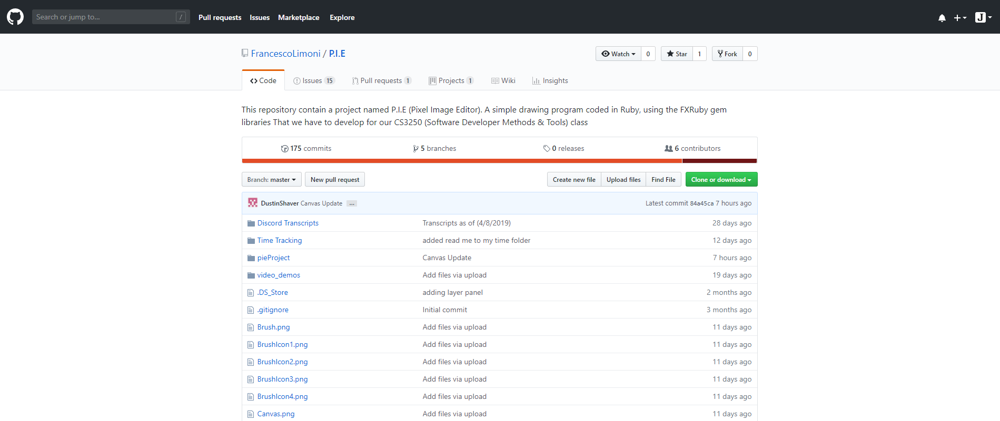 Search or jump to... / Pull requests Issues Marketplace Explore J
FrancescoLimoni / P.I.E Watch 0 Star 1 Fork 0
Code Issues 15 Pull requests 1 Projects 1 Wiki Insights
This repository contain a project named P.I.E (Pixel Image Editor). A simple drawing program coded in Ruby, using the FXRuby gem
libraries That we have to develop for our CS3250 (Software Developer Methods & Tools) class
175 commits 5 branches 0 releases 6 contributors
Branch: master New pull request Create new file Upload files Find File Clone or download
DustinShaver Canvas Update ... Latest commit 84a45ca 7 hours ago
Discord Transcripts Transcripts as of (4/8/2019) 28 days ago
Time Tracking added read me to my time folder 12 days ago
pieProject Canvas Update 7 hours ago
video_demos Add files via upload 19 days ago
.DS_Store adding layer panel 2 months ago
.gitignore Initial commit 3 months ago
Brush.png Add files via upload 11 days ago
BrushIcon1.png Add files via upload 11 days ago
BrushIcon2.png Add files via upload 11 days ago
BrushIcon3.png Add files via upload 11 days ago
BrushIcon4.png Add files via upload 11 days ago
Canvas.png Add files via upload 11 days ago